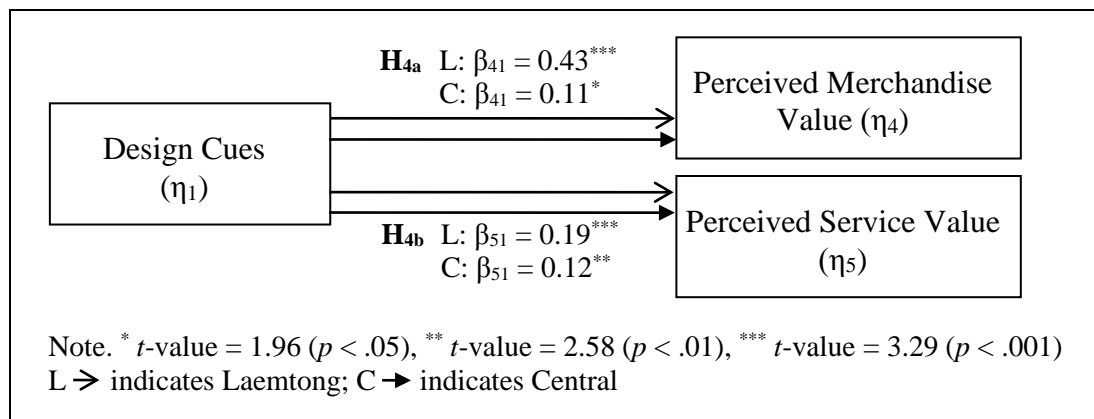 H4a L: β41 = 0.43***
C: β41 = 0.11*
Perceived Merchandise
Value (η4)
Design Cues
(η1)
H4b L: β51 = 0.19***
C: β51 = 0.12**
Perceived Service Value
(η5)
Note. * t-value = 1.96 (p < .05), ** t-value = 2.58 (p < .01), *** t-value = 3.29 (p < .001)
L → indicates Laemtong; C → indicates Central